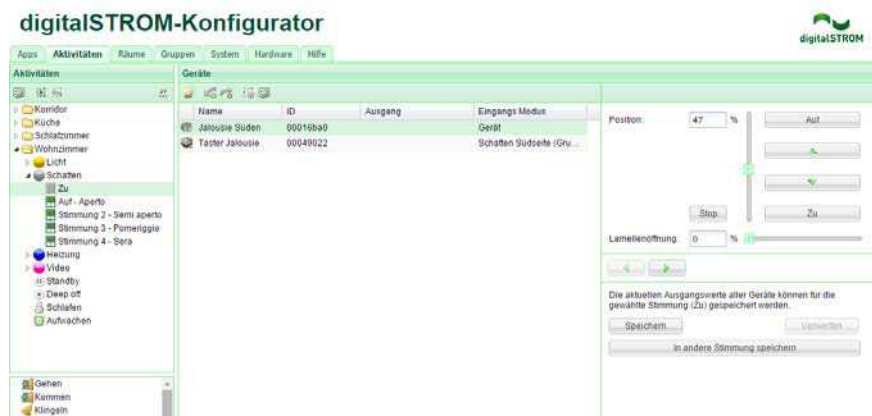 digitalSTROM-Konfigurator
digitalSTROM
Apps Aktivitäten Räume Gruppen System Hardware Hilfe
Aktivitäten
Korridor
Küche
Schlafzimmer
Wohnzimmer
Licht
Schatten
Zu
Auf - Aperto
Stimmung 2 - Semi aperto
Stimmung 3 - Pomeriggio
Stimmung 4 - Sera
Heizung
Video
Standby
Deep off
Schlafen
Aufwachen
Gehen
Kommen
Klingeln
Geräte
Name ID Ausgang Eingangs Modus
Jalousie Süden 00016ba0 Gerät
Taster Jalousie 00049022 Schatten Südseite (Gru...
Position: 47 % Auf
Stop Zu
Lamellenöffnung: 0 %
Die aktuellen Ausgangswerte aller Geräte können für die
gewählte Stimmung (Zu) gespeichert werden.
Speichern Verwerfen
In andere Stimmung speichern